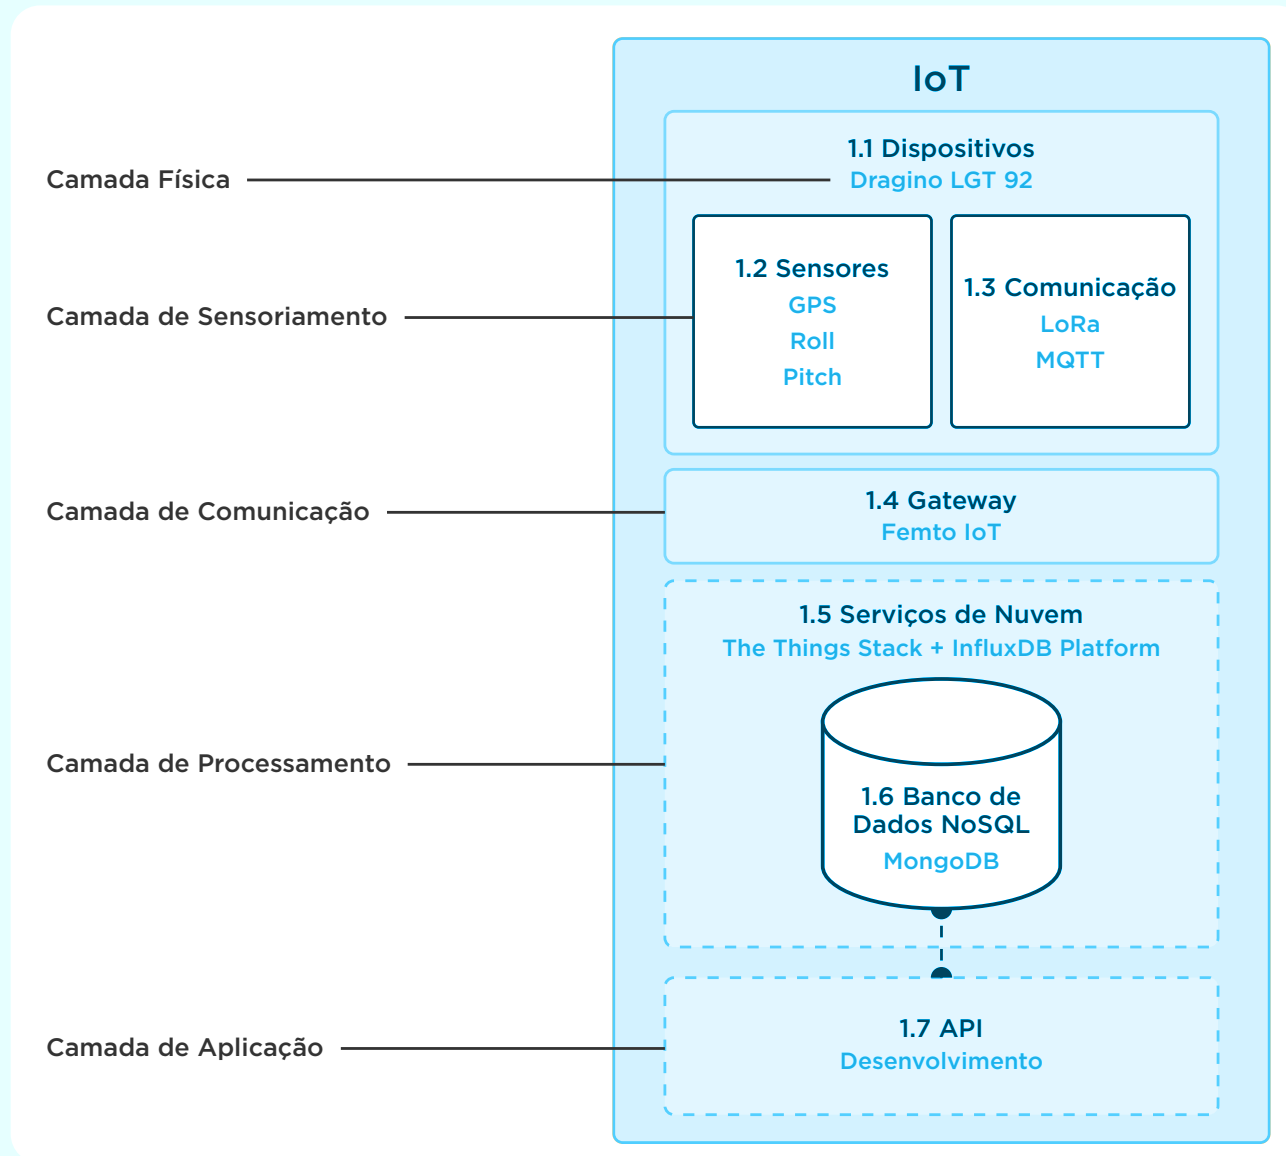 IoT
1.1 Dispositivos
Camada Física
Dragino LGT 92
1.2 Sensores
GPS
Roll
Pitch
1.3 Comunicação
LoRa
MQTT
Camada de Sensoriamento
Camada de Comunicação
1.4 Gateway
Femto IoT
1.5 Serviços de Nuvem
The Things Stack + InfluxDB Platform
Camada de Processamento
1.6 Banco de
Dados NoSQL
MongoDB
Camada de Aplicação
1.7 API
Desenvolvimento